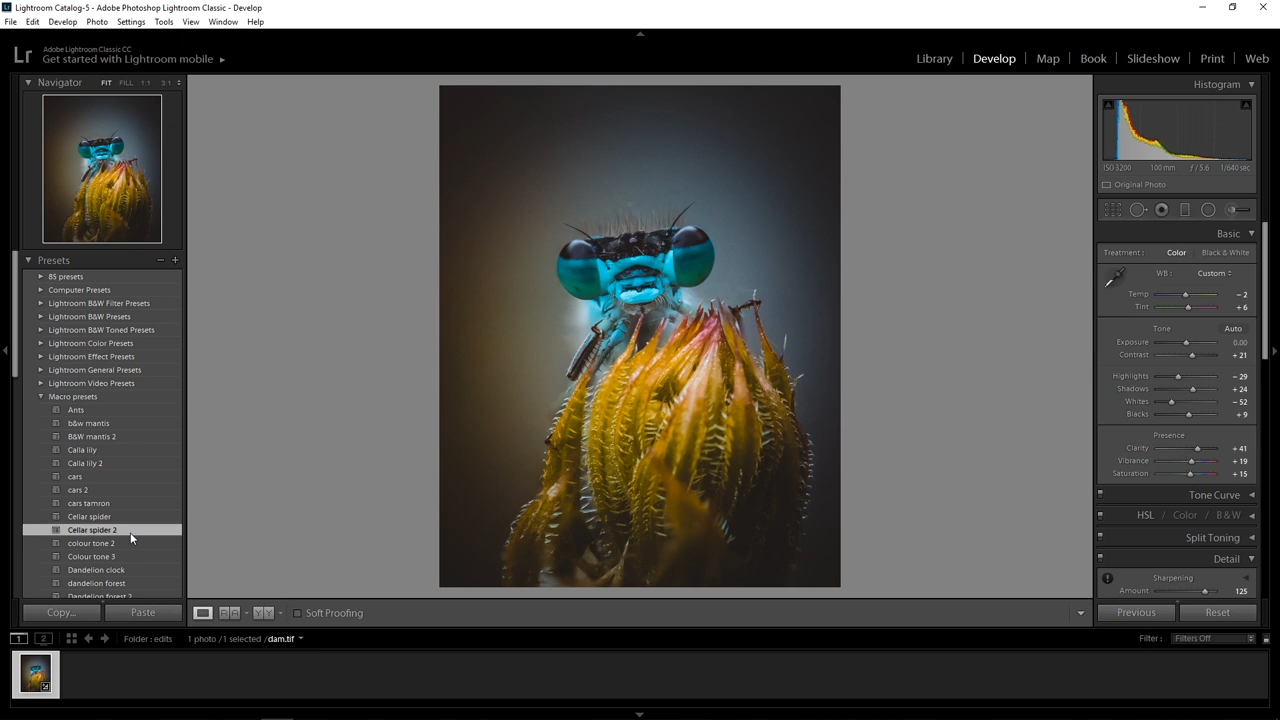 Lightroom Catalog-5 - Adobe Photoshop Lightroom Classic - Develop
File Edit Develop Photo Settings Tools View Window Help
Lr Adobe Lightroom Classic CC
Get started with Lightroom mobile
Library | Develop | Map | Book | Slideshow | Print | Web
Navigator FIT FILL 1:1 3:1
Presets
85 presets
Computer Presets
Lightroom B&W Filter Presets
Lightroom B&W Presets
Lightroom B&W Toned Presets
Lightroom Color Presets
Lightroom Effect Presets
Lightroom General Presets
Lightroom Video Presets
Macro presets
Ants
b&w mantis
B&W mantis 2
Calla lily
Calla lily 2
cars
cars 2
cars tamron
Cellar spider
Cellar spider 2
colour tone 2
Colour tone 3
Dandelion clock
dandelion forest
Dandelion forest 2
Copy... Paste
Soft Proofing
Histogram
ISO 3200 100 mm ƒ / 5.6 1/640 sec
Original Photo
Basic
Treatment : Color Black & White
WB : Custom
Temp - 2
Tint + 6
Tone Auto
Exposure 0.00
Contrast + 21
Highlights - 29
Shadows + 24
Whites - 52
Blacks + 9
Presence
Clarity + 41
Vibrance + 19
Saturation + 15
Tone Curve
HSL / Color / B & W
Split Toning
Detail
Sharpening
Amount 125
Previous Reset
1 2 Folder : edits 1 photo / 1 selected / dam.tif Filter : Filters Off